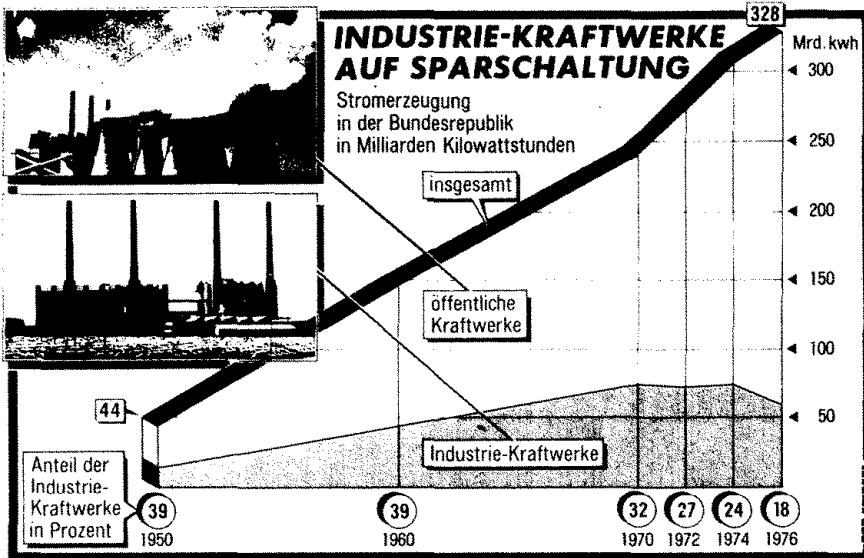 INDUSTRIE-KRAFTWERKE
AUF SPARSCHALTUNG
Stromerzeugung
in der Bundesrepublik
in Milliarden Kilowattstunden
328
Mrd. kwh
300
250
200
150
100
50
insgesamt
öffentliche
Kraftwerke
Industrie-Kraftwerke
44
Anteil der
Industrie-
Kraftwerke
in Prozent
39 39 32 27 24 18
1950 1960 1970 1972 1974 1976